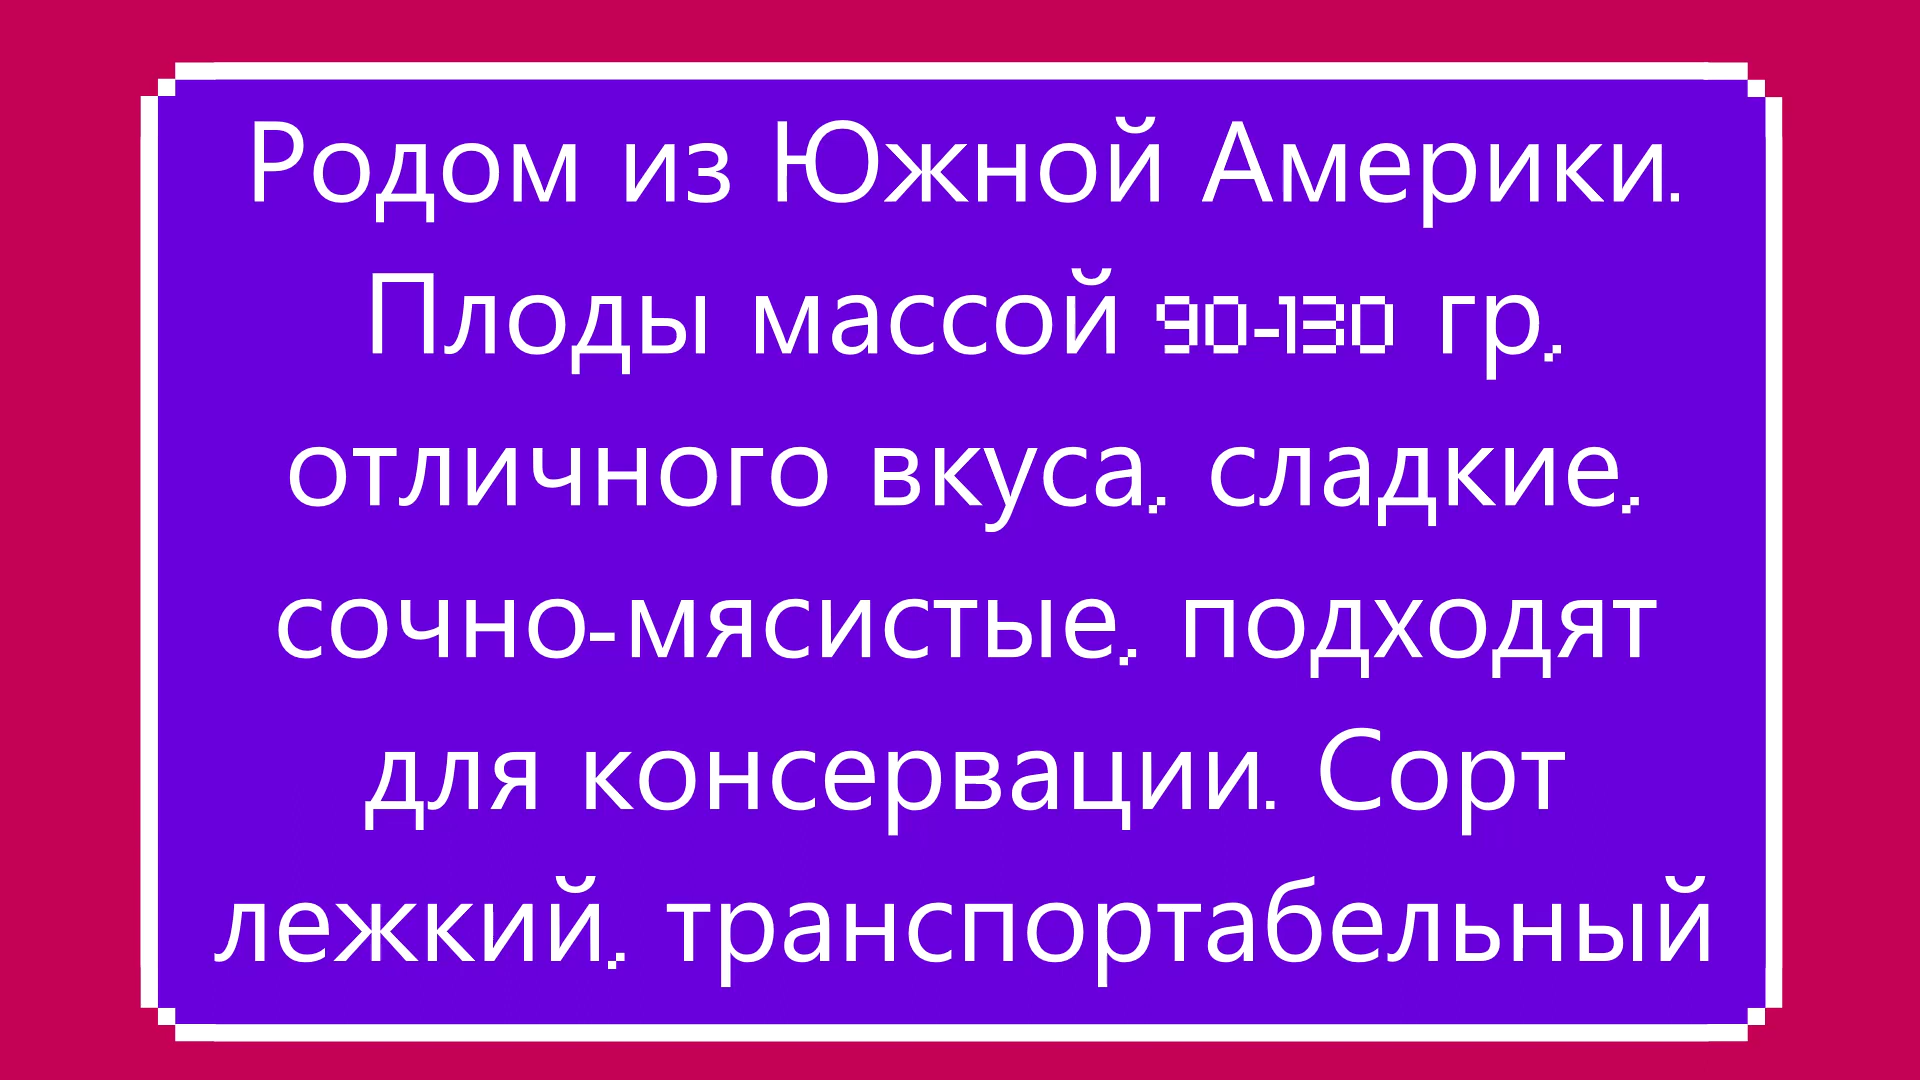 Родом из Южной Америки.
Плоды массой 90-130 гр,
отличного вкуса, сладкие,
сочно-мясистые, подходят
для консервации. Сорт
лежкий, транспортабельный